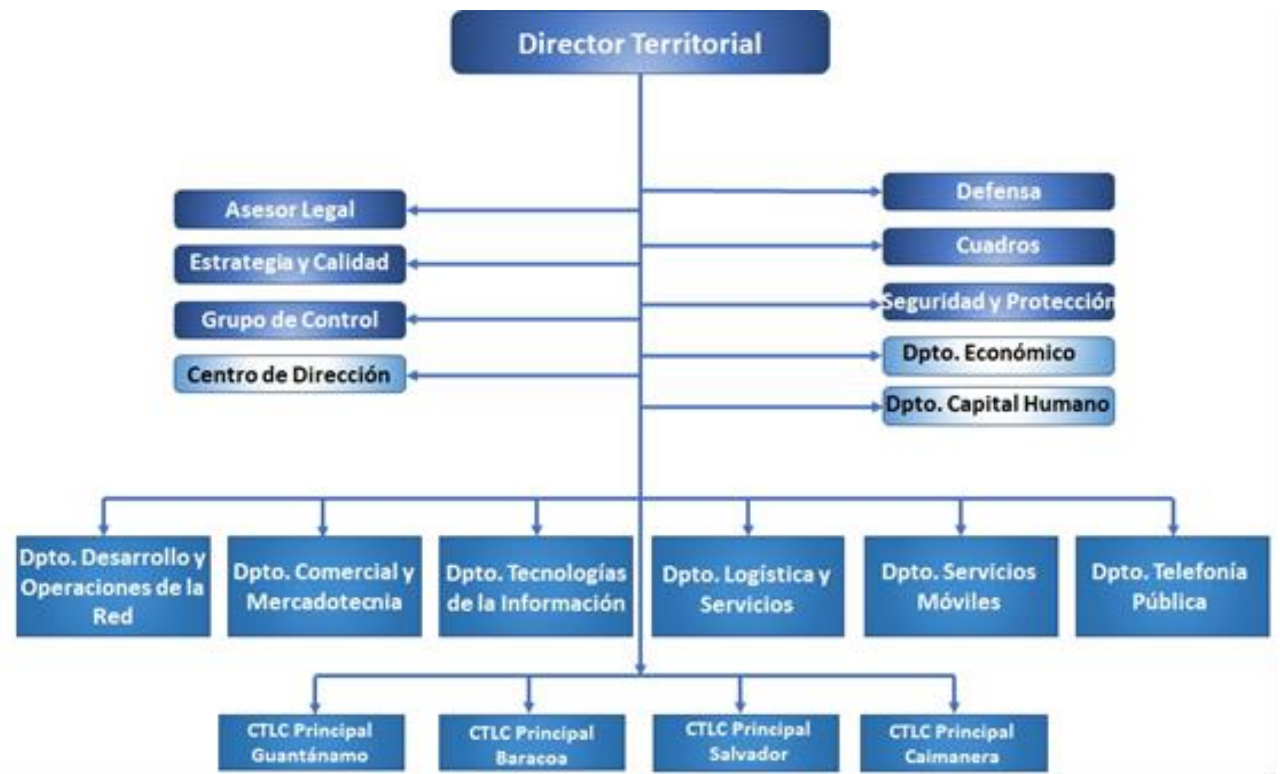 Director Territorial
Asesor Legal
Estrategia y Calidad
Grupo de Control
Centro de Dirección
Defensa
Cuadros
Seguridad y Protección
Dpto. Económico
Dpto. Capital Humano
Dpto. Desarrollo y
Operaciones de la
Red
Dpto. Comercial y
Mercadotecnia
Dpto. Tecnologías
de la Información
Dpto. Logística y
Servicios
Dpto. Servicios
Móviles
Dpto. Telefonía
Pública
CTLC Principal
Guantánamo
CTLC Principal
Baracoa
CTLC Principal
Salvador
CTLC Principal
Caimanera